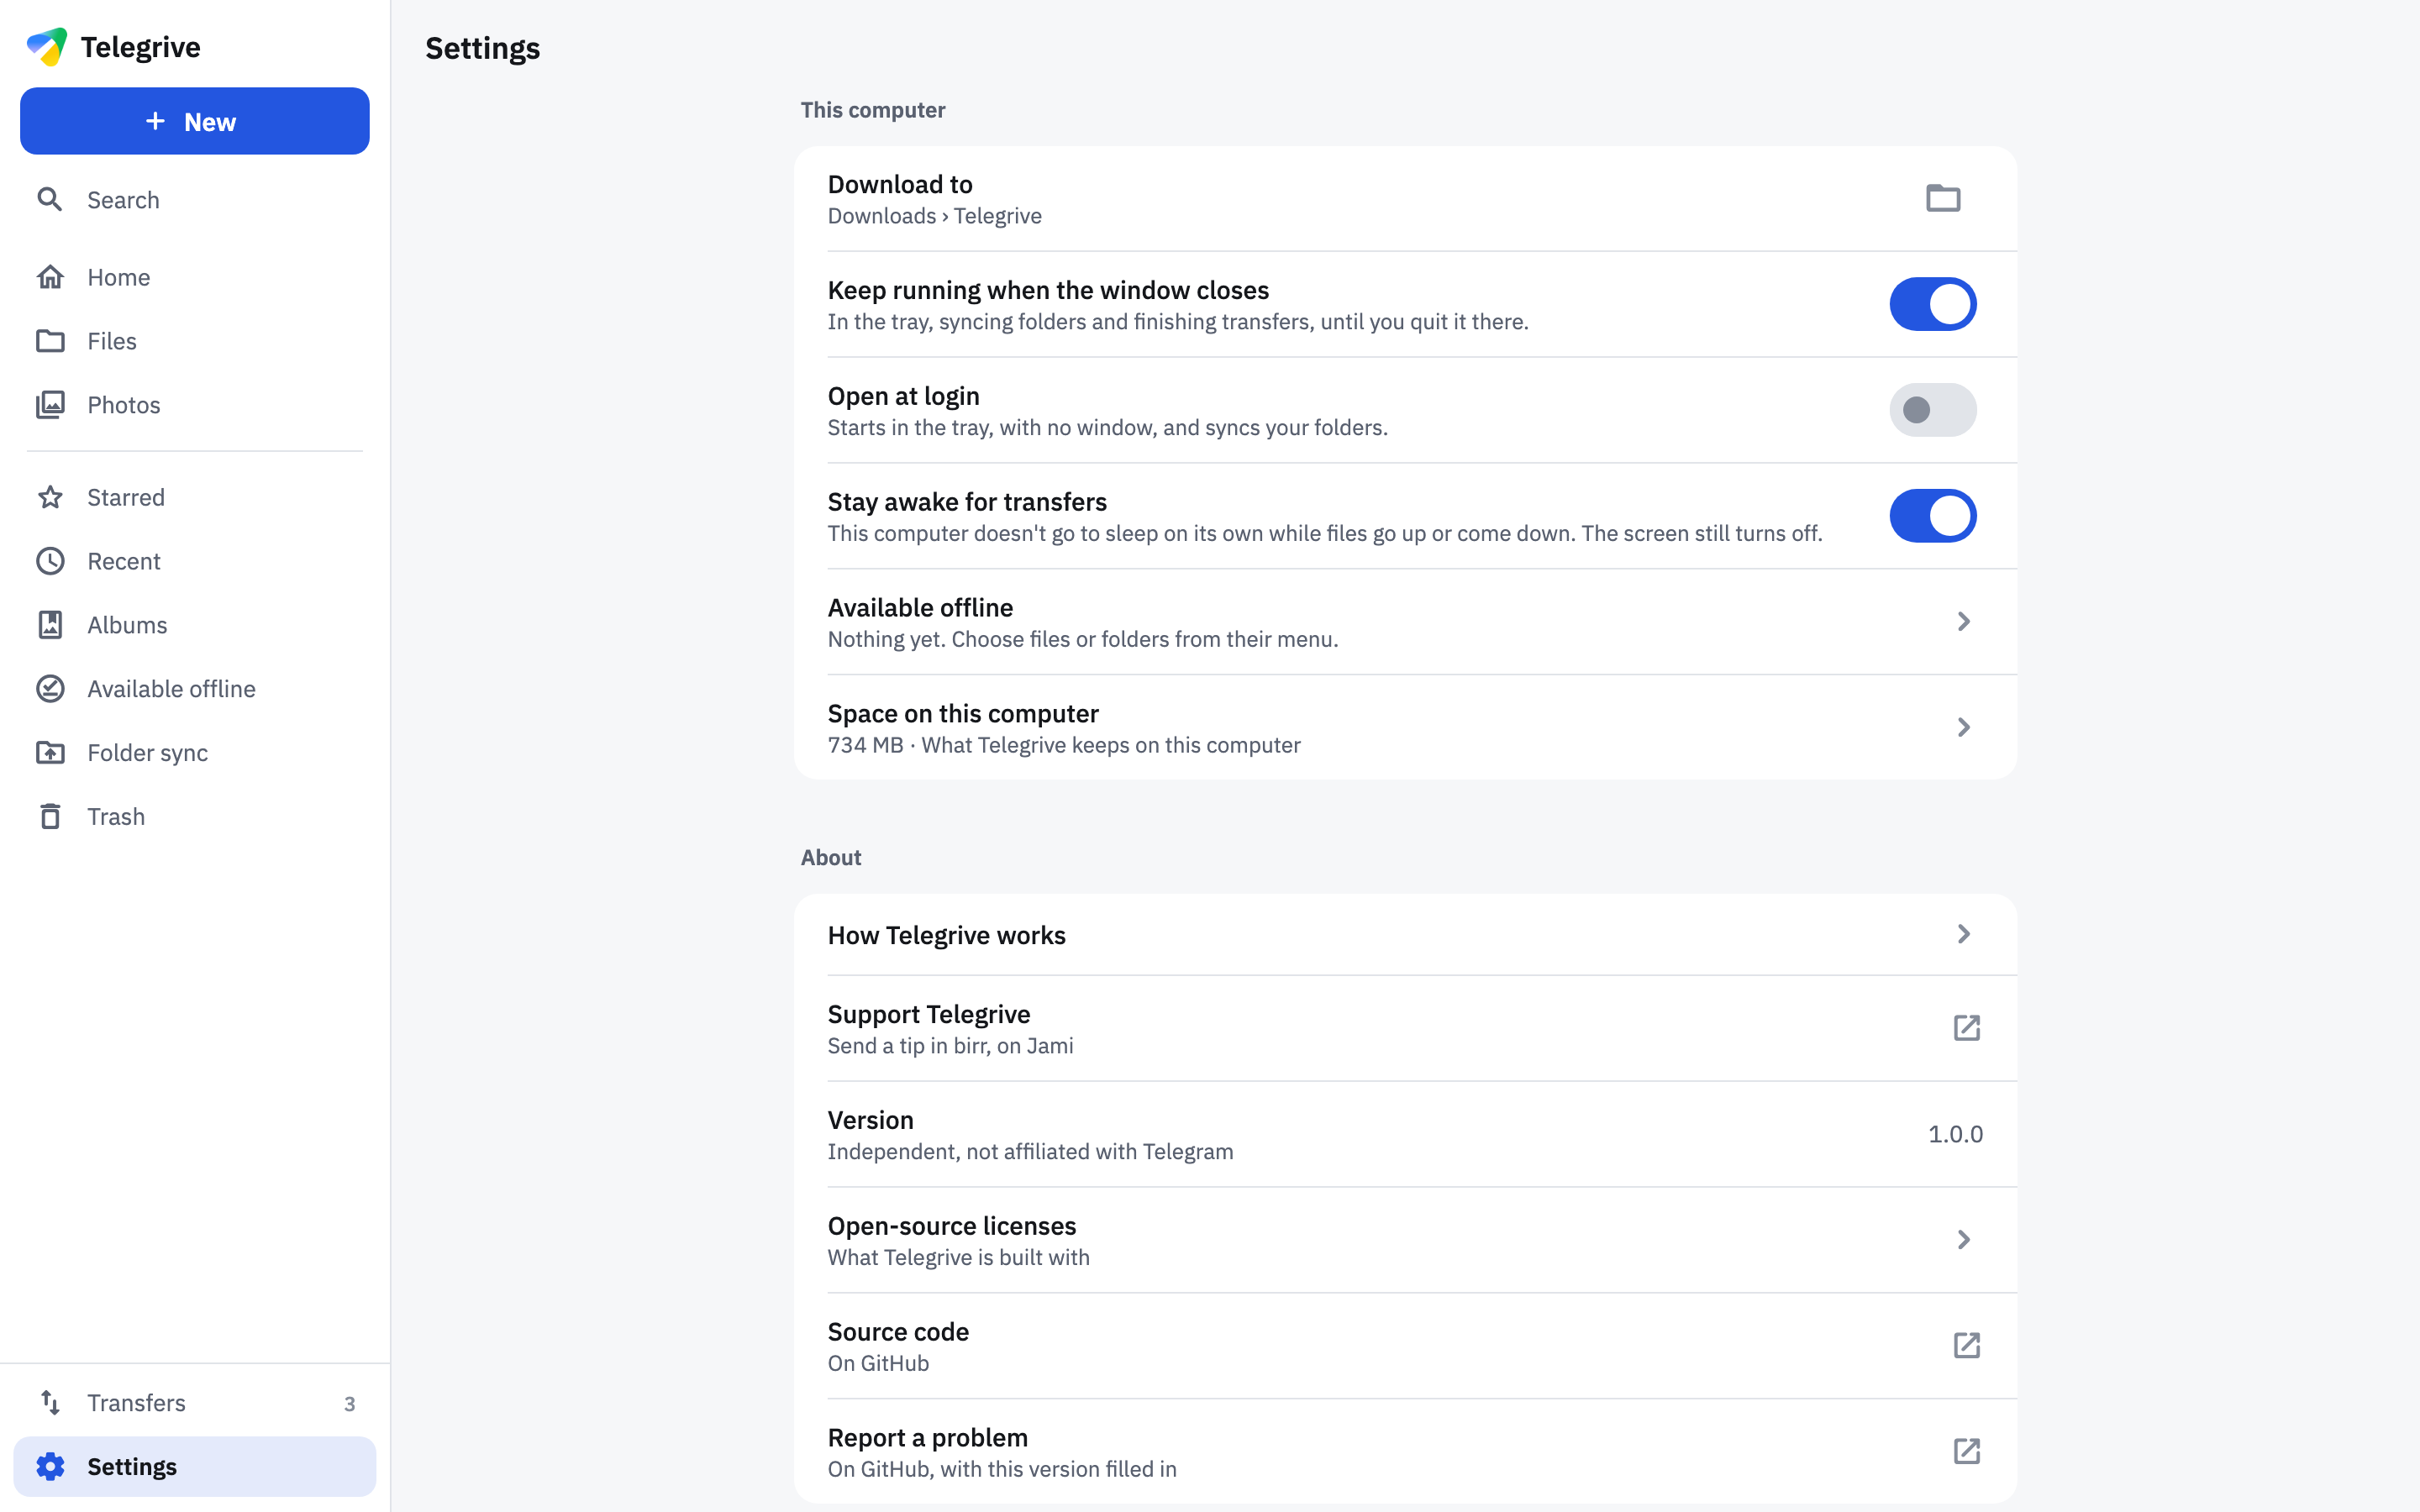 Telegrive
New
Search
Home
Files
Photos
Starred
Recent
Albums
Available offline
Folder sync
Trash
Transfers 3
Settings
Settings
This computer
Download to
Downloads › Telegrive
Keep running when the window closes
In the tray, syncing folders and finishing transfers, until you quit it there.
Open at login
Starts in the tray, with no window, and syncs your folders.
Stay awake for transfers
This computer doesn't go to sleep on its own while files go up or come down. The screen still turns off.
Available offline
Nothing yet. Choose files or folders from their menu.
Space on this computer
734 MB · What Telegrive keeps on this computer
About
How Telegrive works
Support Telegrive
Send a tip in birr, on Jami
Version
Independent, not affiliated with Telegram
1.0.0
Open-source licenses
What Telegrive is built with
Source code
On GitHub
Report a problem
On GitHub, with this version filled in